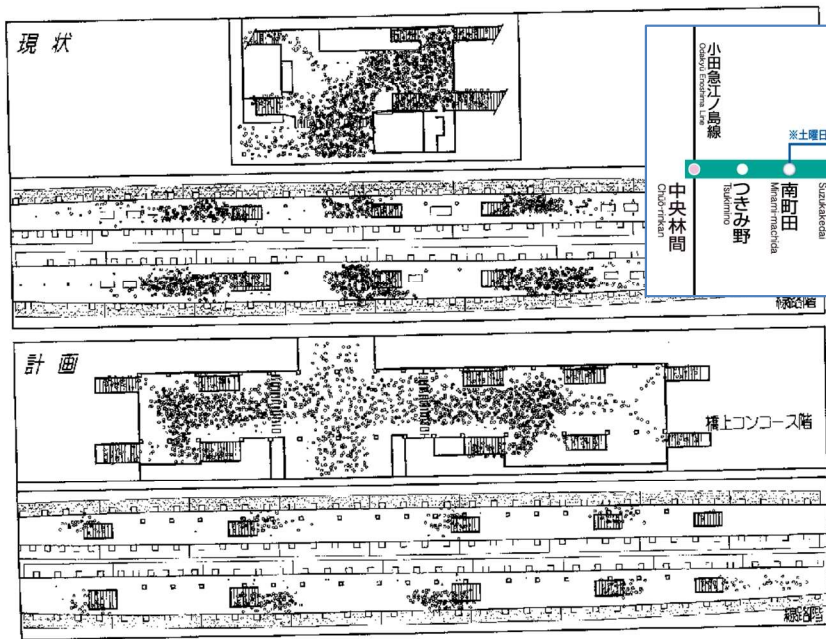 現状
小田急江ノ島線
Odakyū Enoshima Line
※土曜日
中央林間
Chūō-rinkan
つきみ野
Tsukimino
南町田
Minami-machida
Suzukakedai
線路階
計画
橋上コンコース階
線路階